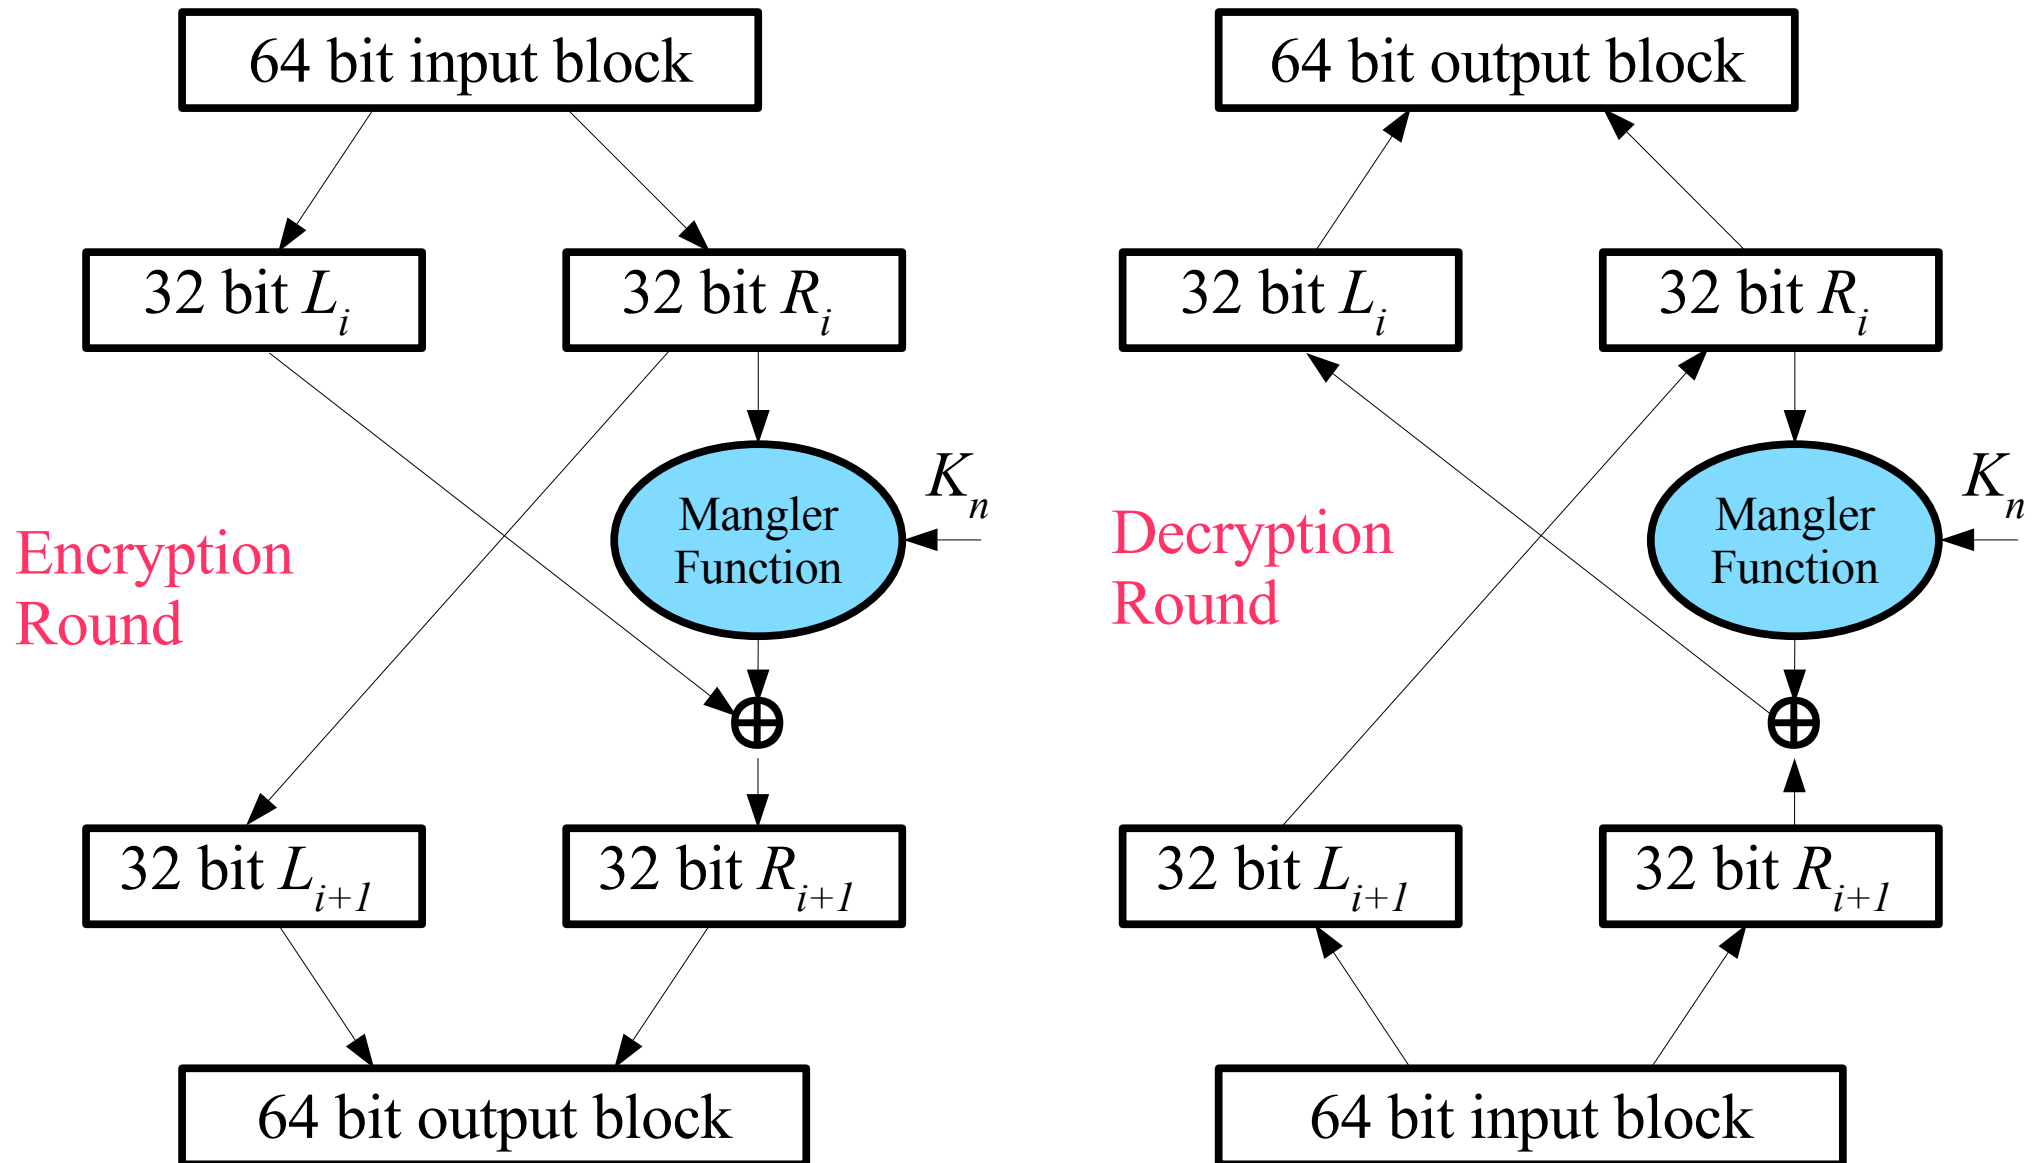 64 bit input block
32 bit Li
32 bit Ri
Kn
Mangler
Function
Encryption
Round
⊕
32 bit Li+1
32 bit Ri+1
64 bit output block
64 bit output block
32 bit Li
32 bit Ri
Kn
Mangler
Function
Decryption
Round
⊕
32 bit Li+1
32 bit Ri+1
64 bit input block